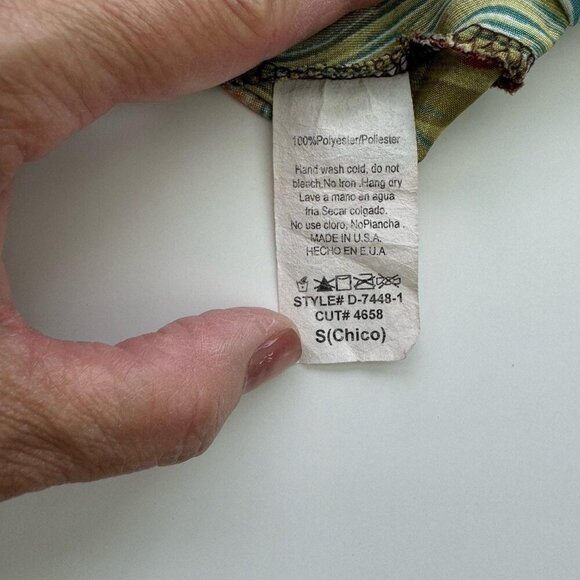 100%Polyester/Poliester
Hand wash cold, do not
bleach.No Iron .Hang dry
Lave a mano en agua
fria Secar colgado.
No use cloro, NoPlancha .
MADE IN U.S.A.
HECHO EN E.U.A
STYLE# D-7448-1
CUT# 4658
S(Chico)